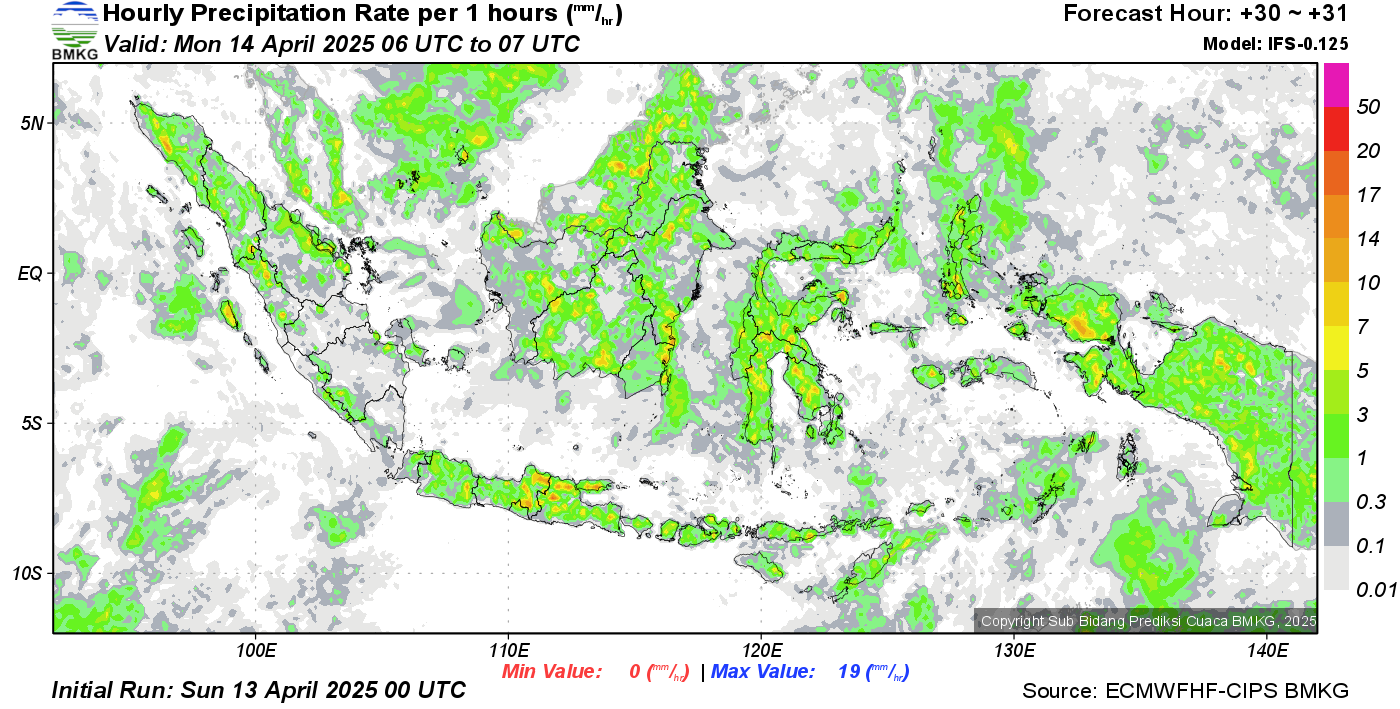 Hourly Precipitation Rate per 1 hours (mm/hr)
Forecast Hour: +30 ~ +31
Valid: Mon 14 April 2025 06 UTC to 07 UTC
Model: IFS-0.125
BMKG
5N
EQ
5S
10S
50
20
17
14
10
7
5
3
1
0.3
0.1
0.01
Copyright Sub Bidang Prediksi Cuaca BMKG, 2025
100E
110E
120E
130E
140E
Min Value: 0 (mm/hr) | Max Value: 19 (mm/hr)
Initial Run: Sun 13 April 2025 00 UTC
Source: ECMWFHF-CIPS BMKG